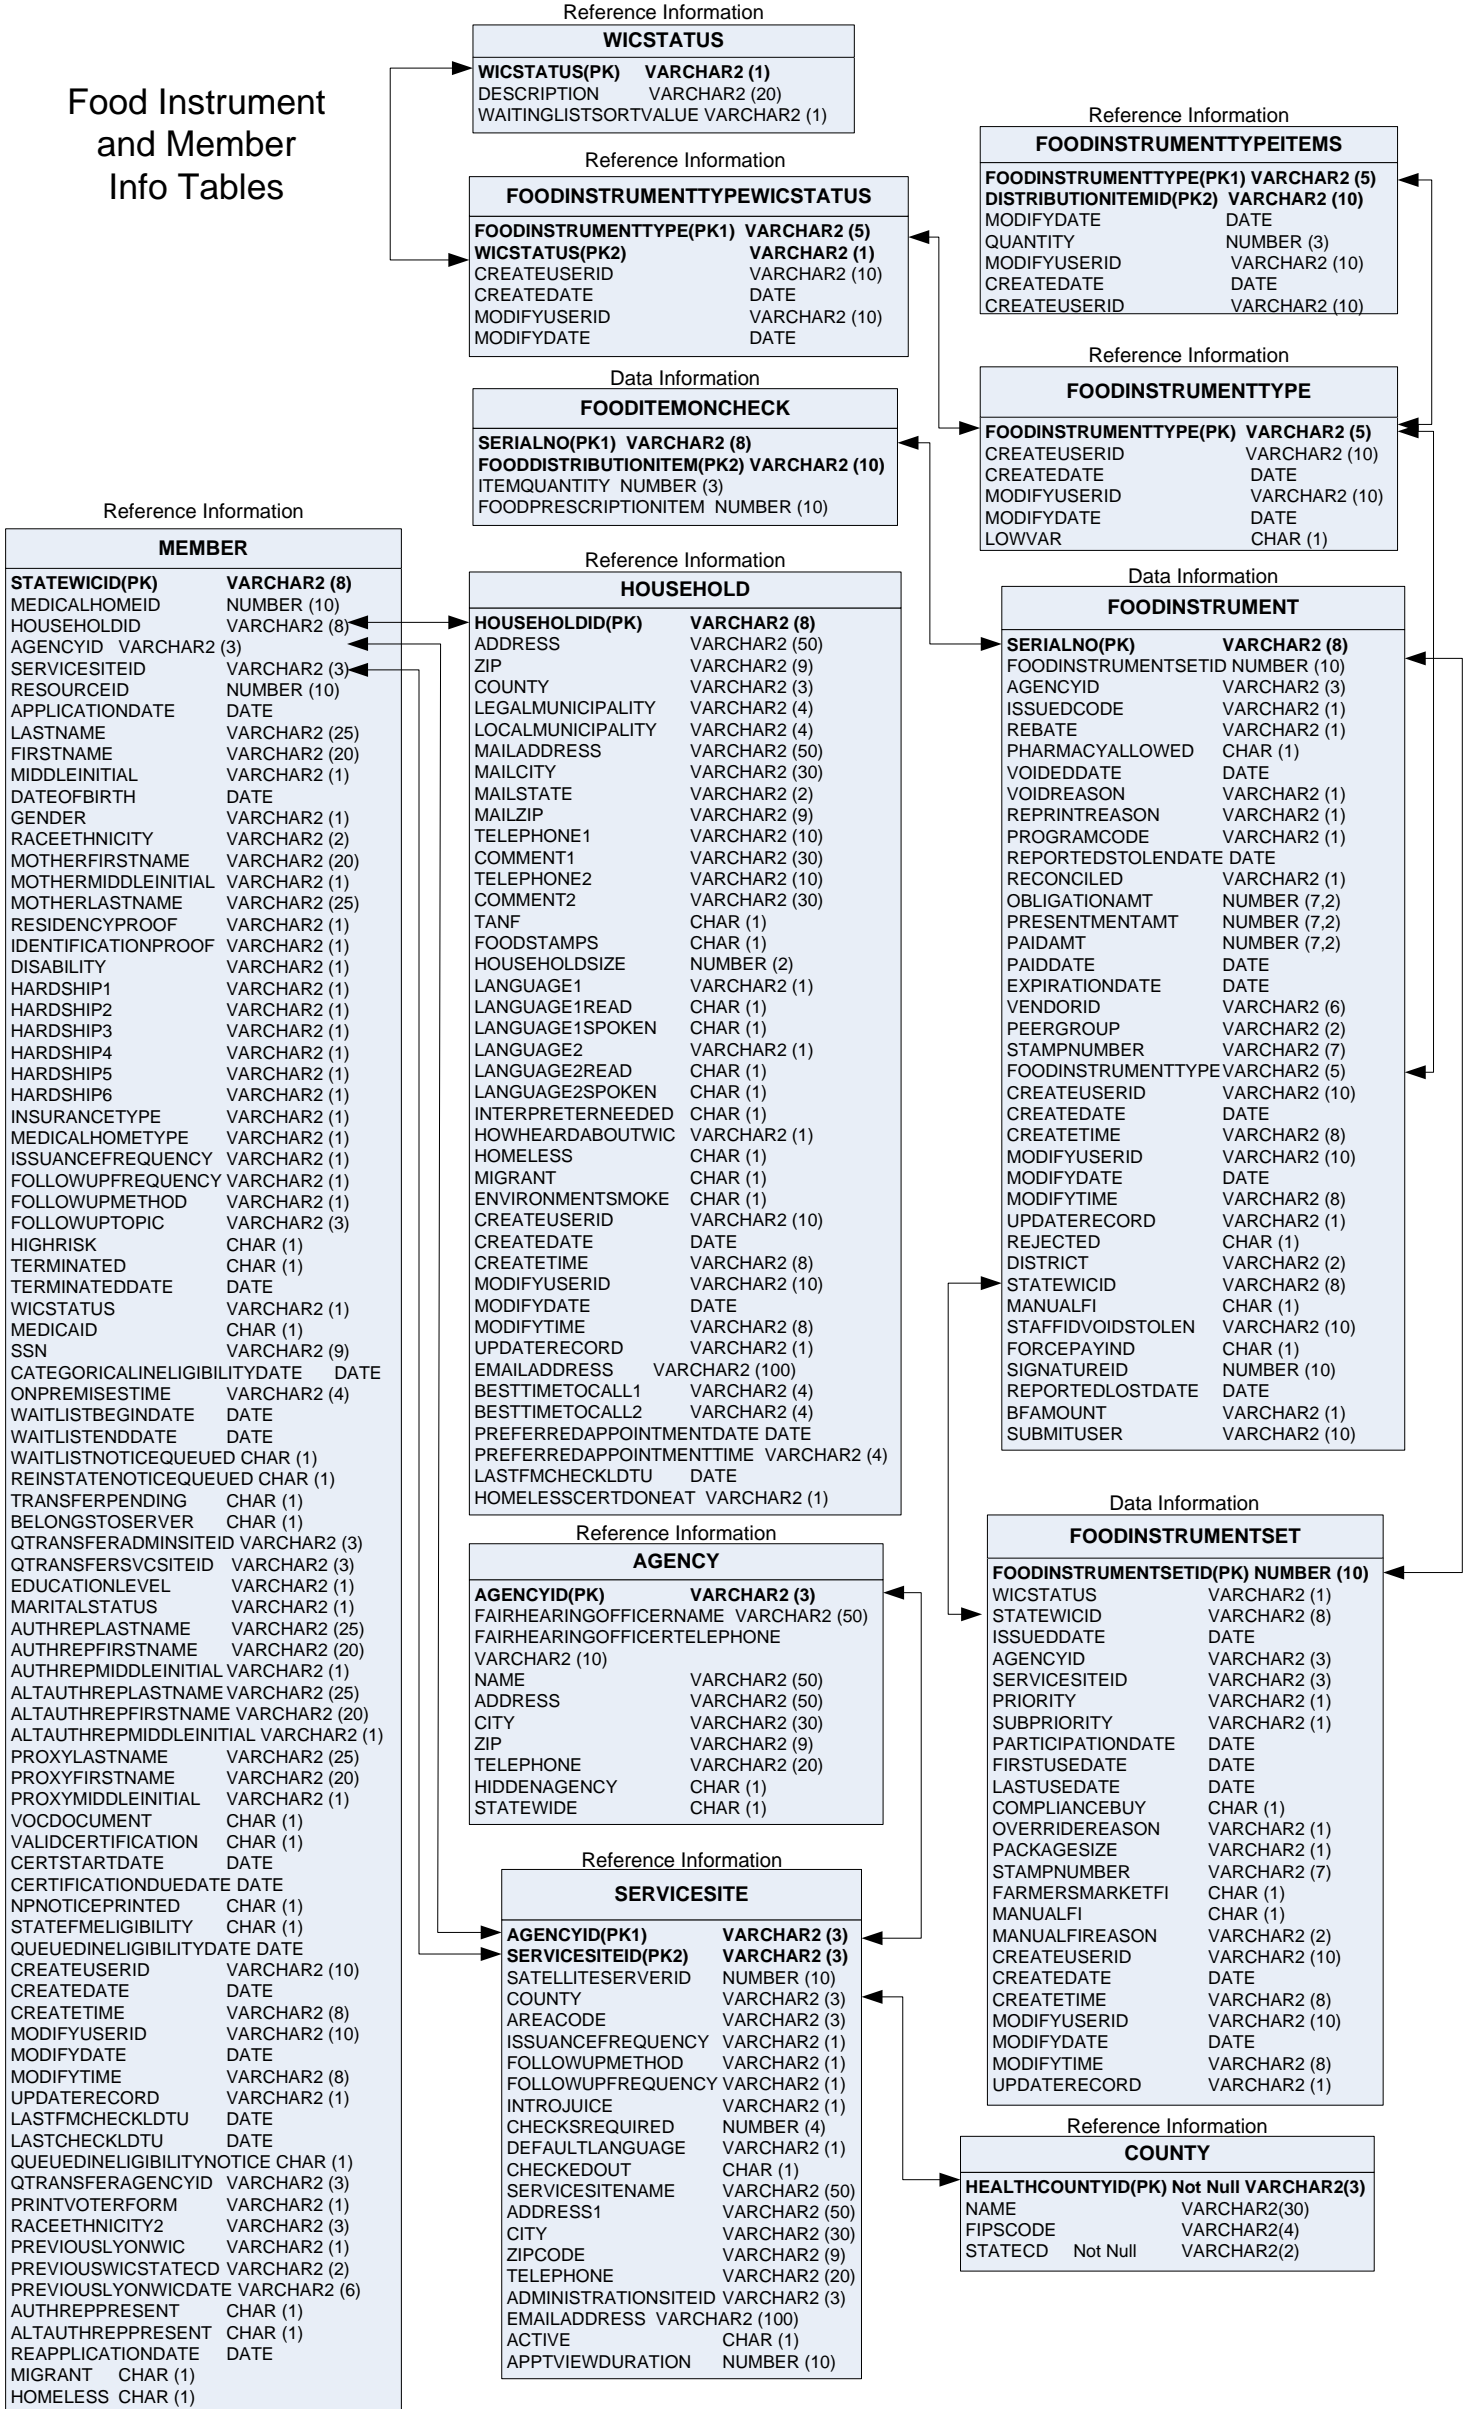 Food Instrument
and Member
Info Tables
Reference Information
WICSTATUS
WICSTATUS(PK) VARCHAR2 (1)
DESCRIPTION VARCHAR2 (20)
WAITINGLISTSORTVALUE VARCHAR2 (1)
Reference Information
FOODINSTRUMENTTYPEWICSTATUS
FOODINSTRUMENTTYPE(PK1) VARCHAR2 (5)
WICSTATUS(PK2) VARCHAR2 (1)
CREATEUSERID VARCHAR2 (10)
CREATEDATE DATE
MODIFYUSERID VARCHAR2 (10)
MODIFYDATE DATE
Reference Information
FOODINSTRUMENTTYPEITEMS
FOODINSTRUMENTTYPE(PK1) VARCHAR2 (5)
DISTRIBUTIONITEMID(PK2) VARCHAR2 (10)
MODIFYDATE DATE
QUANTITY NUMBER (3)
MODIFYUSERID VARCHAR2 (10)
CREATEDATE DATE
CREATEUSERID VARCHAR2 (10)
Data Information
FOODITEMONCHECK
SERIALNO(PK1) VARCHAR2 (8)
FOODDISTRIBUTIONITEM(PK2) VARCHAR2 (10)
ITEMQUANTITY NUMBER (3)
FOODPRESCRIPTIONITEM NUMBER (10)
Reference Information
FOODINSTRUMENTTYPE
FOODINSTRUMENTTYPE(PK) VARCHAR2 (5)
CREATEUSERID VARCHAR2 (10)
CREATEDATE DATE
MODIFYUSERID VARCHAR2 (10)
MODIFYDATE DATE
LOWVAR CHAR (1)
Reference Information
MEMBER
STATEWICID(PK) VARCHAR2 (8)
MEDICALHOMEID NUMBER (10)
HOUSEHOLDID VARCHAR2 (8)
AGENCYID VARCHAR2 (3)
SERVICESITEID VARCHAR2 (3)
RESOURCEID NUMBER (10)
APPLICATIONDATE DATE
LASTNAME VARCHAR2 (25)
FIRSTNAME VARCHAR2 (20)
MIDDLEINITIAL VARCHAR2 (1)
DATEOFBIRTH DATE
GENDER VARCHAR2 (1)
RACEETHNICITY VARCHAR2 (2)
MOTHERFIRSTNAME VARCHAR2 (20)
MOTHERMIDDLEINITIAL VARCHAR2 (1)
MOTHERLASTNAME VARCHAR2 (25)
RESIDENCYPROOF VARCHAR2 (1)
IDENTIFICATIONPROOF VARCHAR2 (1)
DISABILITY VARCHAR2 (1)
HARDSHIP1 VARCHAR2 (1)
HARDSHIP2 VARCHAR2 (1)
HARDSHIP3 VARCHAR2 (1)
HARDSHIP4 VARCHAR2 (1)
HARDSHIP5 VARCHAR2 (1)
HARDSHIP6 VARCHAR2 (1)
INSURANCETYPE VARCHAR2 (1)
MEDICALHOMETYPE VARCHAR2 (1)
ISSUANCEFREQUENCY VARCHAR2 (1)
FOLLOWUPFREQUENCY VARCHAR2 (1)
FOLLOWUPMETHOD VARCHAR2 (1)
FOLLOWUPTOPIC VARCHAR2 (3)
HIGHRISK CHAR (1)
TERMINATED CHAR (1)
TERMINATEDDATE DATE
WICSTATUS VARCHAR2 (1)
MEDICAID CHAR (1)
SSN VARCHAR2 (9)
CATEGORICALINELIGIBILITYDATE DATE
ONPREMISESTIME VARCHAR2 (4)
WAITLISTBEGINDATE DATE
WAITLISTENDDATE DATE
WAITLISTNOTICEQUEUED CHAR (1)
REINSTATENOTICEQUEUED CHAR (1)
TRANSFERPENDING CHAR (1)
BELONGSTOSERVER CHAR (1)
QTRANSFERADMINSITEID VARCHAR2 (3)
QTRANSFERSVCSITEID VARCHAR2 (3)
EDUCATIONLEVEL VARCHAR2 (1)
MARITALSTATUS VARCHAR2 (1)
AUTHREPLASTNAME VARCHAR2 (25)
AUTHREPFIRSTNAME VARCHAR2 (20)
AUTHREPMIDDLEINITIAL VARCHAR2 (1)
ALTAUTHREPLASTNAME VARCHAR2 (25)
ALTAUTHREPFIRSTNAME VARCHAR2 (20)
ALTAUTHREPMIDDLEINITIAL VARCHAR2 (1)
PROXYLASTNAME VARCHAR2 (25)
PROXYFIRSTNAME VARCHAR2 (20)
PROXYMIDDLEINITIAL VARCHAR2 (1)
VOCDOCUMENT CHAR (1)
VALIDCERTIFICATION CHAR (1)
CERTSTARTDATE DATE
CERTIFICATIONDUEDATE DATE
NPNOTICEPRINTED CHAR (1)
STATEFMELIGIBILITY CHAR (1)
QUEUEDINELIGIBILITYDATE DATE
CREATEUSERID VARCHAR2 (10)
CREATEDATE DATE
CREATETIME VARCHAR2 (8)
MODIFYUSERID VARCHAR2 (10)
MODIFYDATE DATE
MODIFYTIME VARCHAR2 (8)
UPDATERECORD VARCHAR2 (1)
LASTFMCHECKLDTU DATE
LASTCHECKLDTU DATE
QUEUEDINELIGIBILITYNOTICE CHAR (1)
QTRANSFERAGENCYID VARCHAR2 (3)
PRINTVOTERFORM VARCHAR2 (1)
RACEETHNICITY2 VARCHAR2 (3)
PREVIOUSLYONWIC VARCHAR2 (1)
PREVIOUSWICSTATECD VARCHAR2 (2)
PREVIOUSLYONWICDATE VARCHAR2 (6)
AUTHREPPRESENT CHAR (1)
ALTAUTHREPPRESENT CHAR (1)
REAPPLICATIONDATE DATE
MIGRANT CHAR (1)
HOMELESS CHAR (1)
Reference Information
HOUSEHOLD
HOUSEHOLDID(PK) VARCHAR2 (8)
ADDRESS VARCHAR2 (50)
ZIP VARCHAR2 (9)
COUNTY VARCHAR2 (3)
LEGALMUNICIPALITY VARCHAR2 (4)
LOCALMUNICIPALITY VARCHAR2 (4)
MAILADDRESS VARCHAR2 (50)
MAILCITY VARCHAR2 (30)
MAILSTATE VARCHAR2 (2)
MAILZIP VARCHAR2 (9)
TELEPHONE1 VARCHAR2 (10)
COMMENT1 VARCHAR2 (30)
TELEPHONE2 VARCHAR2 (10)
COMMENT2 VARCHAR2 (30)
TANF CHAR (1)
FOODSTAMPS CHAR (1)
HOUSEHOLDSIZE NUMBER (2)
LANGUAGE1 VARCHAR2 (1)
LANGUAGE1READ CHAR (1)
LANGUAGE1SPOKEN CHAR (1)
LANGUAGE2 VARCHAR2 (1)
LANGUAGE2READ CHAR (1)
LANGUAGE2SPOKEN CHAR (1)
INTERPRETERNEEDED CHAR (1)
HOWHEARDABOUTWIC VARCHAR2 (1)
HOMELESS CHAR (1)
MIGRANT CHAR (1)
ENVIRONMENTSMOKE CHAR (1)
CREATEUSERID VARCHAR2 (10)
CREATEDATE DATE
CREATETIME VARCHAR2 (8)
MODIFYUSERID VARCHAR2 (10)
MODIFYDATE DATE
MODIFYTIME VARCHAR2 (8)
UPDATERECORD VARCHAR2 (1)
EMAILADDRESS VARCHAR2 (100)
BESTTIMETOCALL1 VARCHAR2 (4)
BESTTIMETOCALL2 VARCHAR2 (4)
PREFERREDAPPOINTMENTDATE DATE
PREFERREDAPPOINTMENTTIME VARCHAR2 (4)
LASTFMCHECKLDTU DATE
HOMELESSCERTDONEAT VARCHAR2 (1)
Data Information
FOODINSTRUMENT
SERIALNO(PK) VARCHAR2 (8)
FOODINSTRUMENTSETID NUMBER (10)
AGENCYID VARCHAR2 (3)
ISSUEDCODE VARCHAR2 (1)
REBATE VARCHAR2 (1)
PHARMACYALLOWED CHAR (1)
VOIDEDDATE DATE
VOIDREASON VARCHAR2 (1)
REPRINTREASON VARCHAR2 (1)
PROGRAMCODE VARCHAR2 (1)
REPORTEDSTOLENDATE DATE
RECONCILED VARCHAR2 (1)
OBLIGATIONAMT NUMBER (7,2)
PRESENTMENTAMT NUMBER (7,2)
PAIDAMT NUMBER (7,2)
PAIDDATE DATE
EXPIRATIONDATE DATE
VENDORID VARCHAR2 (6)
PEERGROUP VARCHAR2 (2)
STAMPNUMBER VARCHAR2 (7)
FOODINSTRUMENTTYPE VARCHAR2 (5)
CREATEUSERID VARCHAR2 (10)
CREATEDATE DATE
CREATETIME VARCHAR2 (8)
MODIFYUSERID VARCHAR2 (10)
MODIFYDATE DATE
MODIFYTIME VARCHAR2 (8)
UPDATERECORD VARCHAR2 (1)
REJECTED CHAR (1)
DISTRICT VARCHAR2 (2)
STATEWICID VARCHAR2 (8)
MANUALFI CHAR (1)
STAFFIDVOIDSTOLEN VARCHAR2 (10)
FORCEPAYIND CHAR (1)
SIGNATUREID NUMBER (10)
REPORTEDLOSTDATE DATE
BFAMOUNT VARCHAR2 (1)
SUBMITUSER VARCHAR2 (10)
Reference Information
AGENCY
AGENCYID(PK) VARCHAR2 (3)
FAIRHEARINGOFFICERNAME VARCHAR2 (50)
FAIRHEARINGOFFICERTELEPHONE
VARCHAR2 (10)
NAME VARCHAR2 (50)
ADDRESS VARCHAR2 (50)
CITY VARCHAR2 (30)
ZIP VARCHAR2 (9)
TELEPHONE VARCHAR2 (20)
HIDDENAGENCY CHAR (1)
STATEWIDE CHAR (1)
Data Information
FOODINSTRUMENTSET
FOODINSTRUMENTSETID(PK) NUMBER (10)
WICSTATUS VARCHAR2 (1)
STATEWICID VARCHAR2 (8)
ISSUEDDATE DATE
AGENCYID VARCHAR2 (3)
SERVICESITEID VARCHAR2 (3)
PRIORITY VARCHAR2 (1)
SUBPRIORITY VARCHAR2 (1)
PARTICIPATIONDATE DATE
FIRSTUSEDATE DATE
LASTUSEDATE DATE
COMPLIANCEBUY CHAR (1)
OVERRIDEREASON VARCHAR2 (1)
PACKAGESIZE VARCHAR2 (1)
STAMPNUMBER VARCHAR2 (7)
FARMERSMARKETFI CHAR (1)
MANUALFI CHAR (1)
MANUALFIREASON VARCHAR2 (2)
CREATEUSERID VARCHAR2 (10)
CREATEDATE DATE
CREATETIME VARCHAR2 (8)
MODIFYUSERID VARCHAR2 (10)
MODIFYDATE DATE
MODIFYTIME VARCHAR2 (8)
UPDATERECORD VARCHAR2 (1)
Reference Information
SERVICESITE
AGENCYID(PK1) VARCHAR2 (3)
SERVICESITEID(PK2) VARCHAR2 (3)
SATELLITESERVERID NUMBER (10)
COUNTY VARCHAR2 (3)
AREACODE VARCHAR2 (3)
ISSUANCEFREQUENCY VARCHAR2 (1)
FOLLOWUPMETHOD VARCHAR2 (1)
FOLLOWUPFREQUENCY VARCHAR2 (1)
INTROJUICE VARCHAR2 (1)
CHECKSREQUIRED NUMBER (4)
DEFAULTLANGUAGE VARCHAR2 (1)
CHECKEDOUT CHAR (1)
SERVICESITENAME VARCHAR2 (50)
ADDRESS1 VARCHAR2 (50)
CITY VARCHAR2 (30)
ZIPCODE VARCHAR2 (9)
TELEPHONE VARCHAR2 (20)
ADMINISTRATIONSITEID VARCHAR2 (3)
EMAILADDRESS VARCHAR2 (100)
ACTIVE CHAR (1)
APPTVIEWDURATION NUMBER (10)
Reference Information
COUNTY
HEALTHCOUNTYID(PK) Not Null VARCHAR2(3)
NAME VARCHAR2(30)
FIPSCODE VARCHAR2(4)
STATECD Not Null VARCHAR2(2)